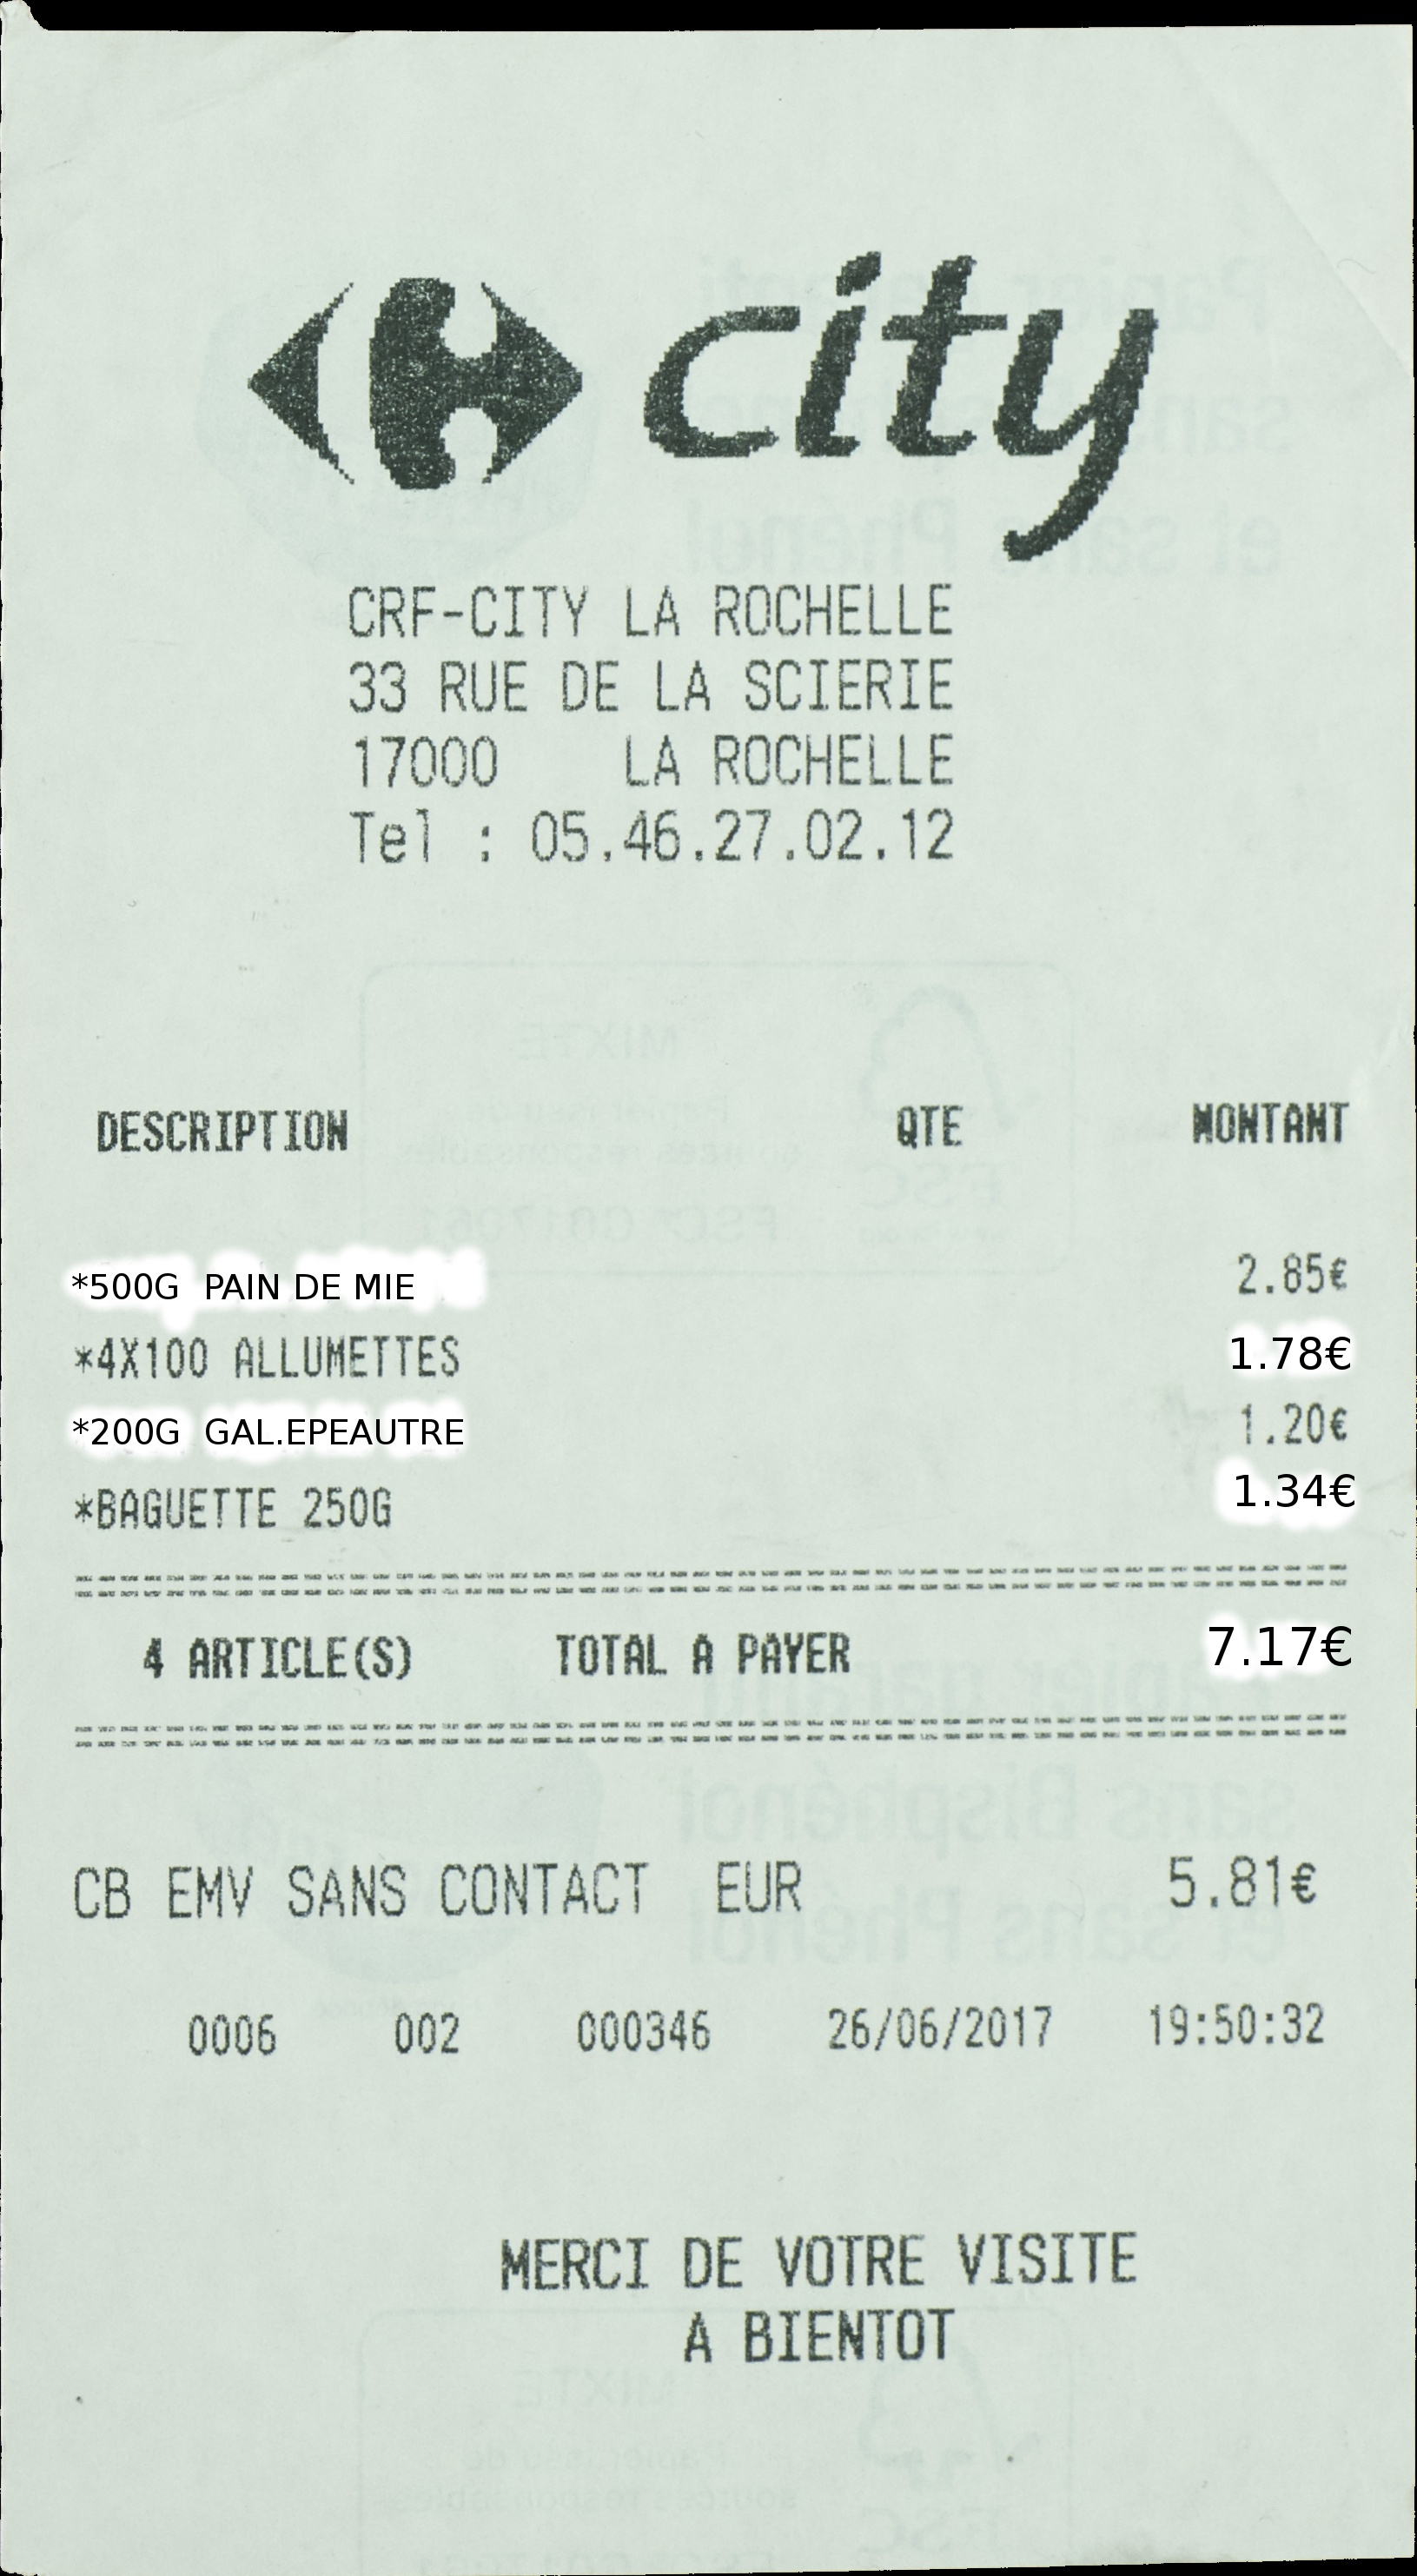 city
CRF-CITY LA ROCHELLE
33 RUE DE LA SCIERIE
17000 LA ROCHELLE
Tel : 05.46.27.02.12
DESCRIPTION QTE MONTANT
*500G PAIN DE MIE 2.85€
*4X100 ALLUMETTES 1.78€
*200G GAL.EPEAUTRE 1.20€
*BAGUETTE 250G 1.34€
4 ARTICLE(S) TOTAL A PAYER 7.17€
CB EMV SANS CONTACT EUR 5.81€
0006 002 000346 26/06/2017 19:50:32
MERCI DE VOTRE VISITE
A BIENTOT